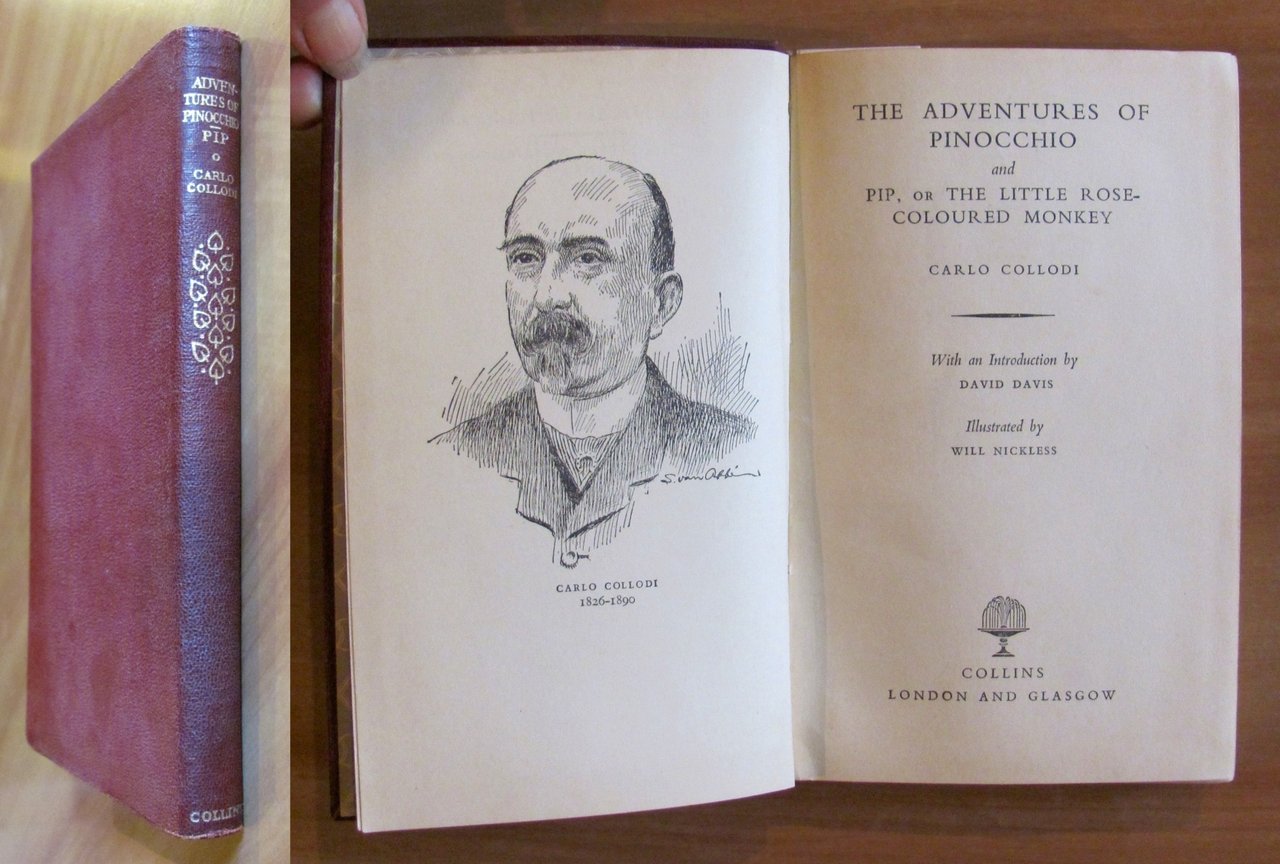 ADVEN-
TURES OF
PINOCCHIO
PIP
CARLO
COLLODI
COLLINS
CARLO COLLODI
1826-1890
THE ADVENTURES OF
PINOCCHIO
and
PIP, OR THE LITTLE ROSE-
COLOURED MONKEY
CARLO COLLODI
With an Introduction by
DAVID DAVIS
Illustrated by
WILL NICKLESS
COLLINS
LONDON AND GLASGOW